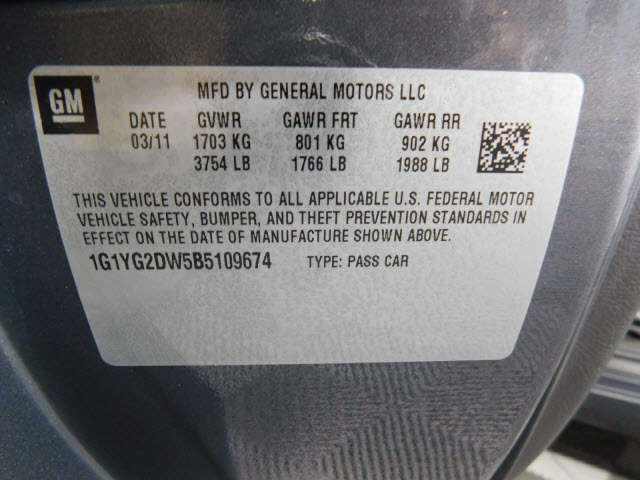 GM
MFD BY GENERAL MOTORS LLC
DATE GVWR GAWR FRT GAWR RR
03/11 1703 KG 801 KG 902 KG
3754 LB 1766 LB 1988 LB
THIS VEHICLE CONFORMS TO ALL APPLICABLE U.S. FEDERAL MOTOR
VEHICLE SAFETY, BUMPER, AND THEFT PREVENTION STANDARDS IN
EFFECT ON THE DATE OF MANUFACTURE SHOWN ABOVE.
1G1YG2DW5B5109674 TYPE: PASS CAR